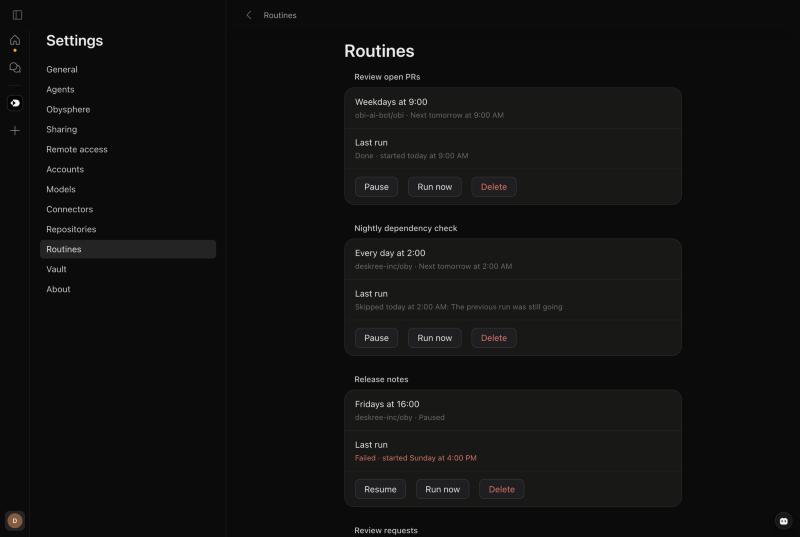 Routines
Settings
General
Agents
Obysphere
Sharing
Remote access
Accounts
Models
Connectors
Repositories
Routines
Vault
About
D
Routines
Review open PRs
Weekdays at 9:00
obi-ai-bot/obi · Next tomorrow at 9:00 AM
Last run
Done · started today at 9:00 AM
Pause
Run now
Delete
Nightly dependency check
Every day at 2:00
deskree-inc/oby · Next tomorrow at 2:00 AM
Last run
Skipped today at 2:00 AM: The previous run was still going
Pause
Run now
Delete
Release notes
Fridays at 16:00
deskree-inc/oby · Paused
Last run
Failed · started Sunday at 4:00 PM
Resume
Run now
Delete
Review requests